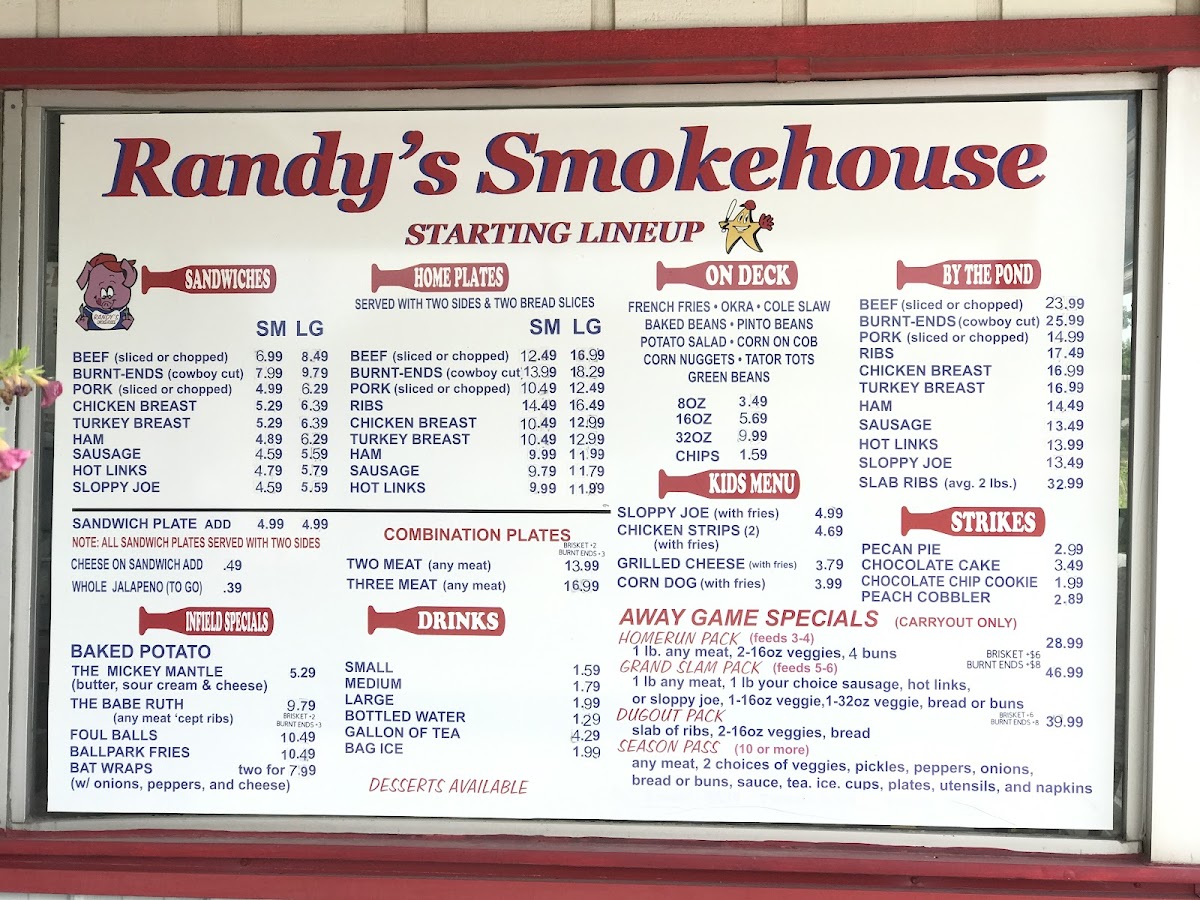 Randy's Smokehouse
STARTING LINEUP
SANDWICHES
SM LG
BEEF (sliced or chopped) 6.99 8.49
BURNT-ENDS (cowboy cut) 7.99 9.79
PORK (sliced or chopped) 4.99 6.29
CHICKEN BREAST 5.29 6.39
TURKEY BREAST 5.29 6.39
HAM 4.89 6.29
SAUSAGE 4.59 5.59
HOT LINKS 4.79 5.79
SLOPPY JOE 4.59 5.59
SANDWICH PLATE ADD 4.99 4.99
NOTE: ALL SANDWICH PLATES SERVED WITH TWO SIDES
CHEESE ON SANDWICH ADD .49
WHOLE JALAPENO (TO GO) .39
INFIELD SPECIALS
BAKED POTATO
THE MICKEY MANTLE 5.29
(butter, sour cream & cheese)
THE BABE RUTH 9.79
(any meat 'cept ribs) BRISKET +2
BURNT ENDS +3
FOUL BALLS 10.49
BALLPARK FRIES 10.49
BAT WRAPS two for 7.99
(w/ onions, peppers, and cheese)
HOME PLATES
SERVED WITH TWO SIDES & TWO BREAD SLICES
SM LG
BEEF (sliced or chopped) 12.49 16.99
BURNT-ENDS (cowboy cut) 13.99 18.29
PORK (sliced or chopped) 10.49 12.49
RIBS 14.49 16.49
CHICKEN BREAST 10.49 12.99
TURKEY BREAST 10.49 12.99
HAM 9.99 11.99
SAUSAGE 9.79 11.79
HOT LINKS 9.99 11.99
COMBINATION PLATES
BRISKET +2
BURNT ENDS +3
TWO MEAT (any meat) 13.99
THREE MEAT (any meat) 16.99
DRINKS
SMALL 1.59
MEDIUM 1.79
LARGE 1.99
BOTTLED WATER 1.29
GALLON OF TEA 4.29
BAG ICE 1.99
DESSERTS AVAILABLE
ON DECK
FRENCH FRIES • OKRA • COLE SLAW
BAKED BEANS • PINTO BEANS
POTATO SALAD • CORN ON COB
CORN NUGGETS • TATOR TOTS
GREEN BEANS
8OZ 3.49
16OZ 5.69
32OZ 9.99
CHIPS 1.59
KIDS MENU
SLOPPY JOE (with fries) 4.99
CHICKEN STRIPS (2) 4.69
(with fries)
GRILLED CHEESE (with fries) 3.79
CORN DOG (with fries) 3.99
BY THE POND
BEEF (sliced or chopped) 23.99
BURNT-ENDS (cowboy cut) 25.99
PORK (sliced or chopped) 14.99
RIBS 17.49
CHICKEN BREAST 16.99
TURKEY BREAST 16.99
HAM 14.49
SAUSAGE 13.49
HOT LINKS 13.99
SLOPPY JOE 13.49
SLAB RIBS (avg. 2 lbs.) 32.99
STRIKES
PECAN PIE 2.99
CHOCOLATE CAKE 3.49
CHOCOLATE CHIP COOKIE 1.99
PEACH COBBLER 2.89
AWAY GAME SPECIALS (CARRYOUT ONLY)
HOMERUN PACK (feeds 3-4) 28.99
1 lb. any meat, 2-16oz veggies, 4 buns BRISKET +$6
BURNT ENDS +$8
GRAND SLAM PACK (feeds 5-6) 46.99
1 lb any meat, 1 lb your choice sausage, hot links,
or sloppy joe, 1-16oz veggie,1-32oz veggie, bread or buns
DUGOUT PACK BRISKET +6
BURNT ENDS +8 39.99
slab of ribs, 2-16oz veggies, bread
SEASON PASS (10 or more)
any meat, 2 choices of veggies, pickles, peppers, onions,
bread or buns, sauce, tea. ice. cups, plates, utensils, and napkins